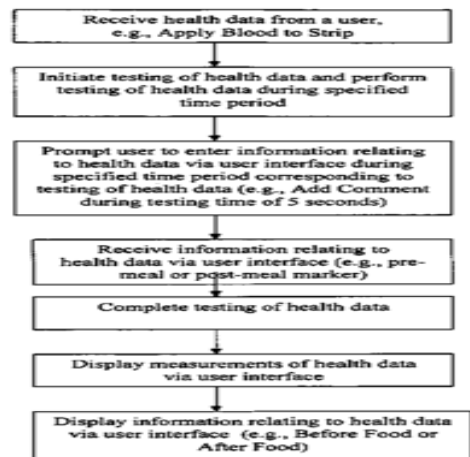 Receive health data from a user,
e.g., Apply Blood to Strip
Initiate testing of health data and perform
testing of health data during specified
time period
Prompt user to enter information relating
to health data via user interface during
specified time period corresponding to
testing of health data (e.g., Add Comment
during testing time of 5 seconds)
Receive information relating to
health data via user interface (e.g., pre-
meal or post-meal marker)
Complete testing of health data
Display measurements of health data
via user interface
Display information relating to health data
via user interface (e.g., Before Food or
After Food)